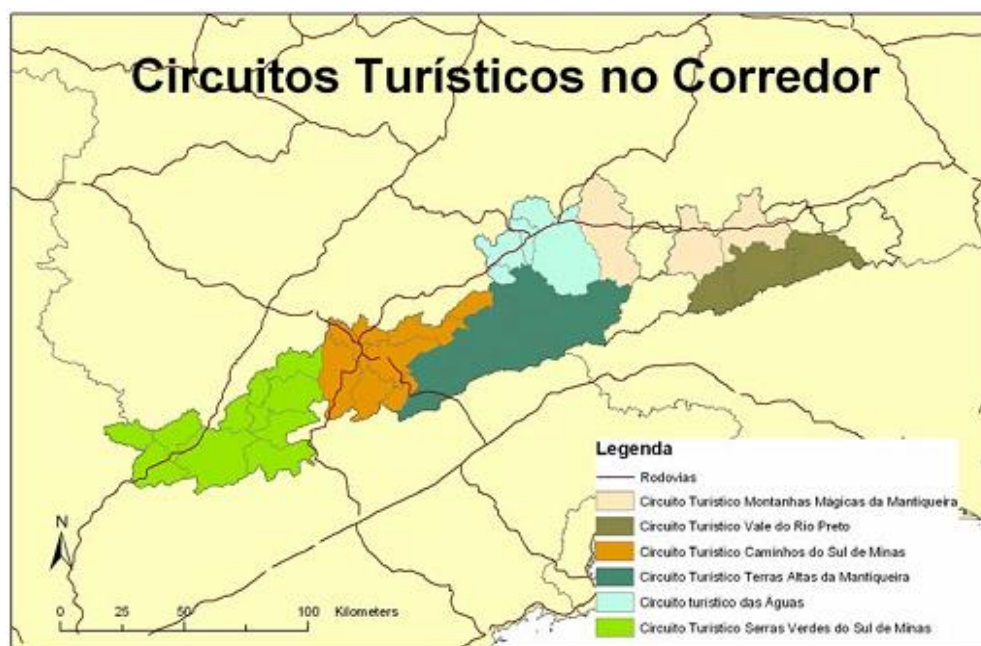 Circuitos Turísticos no Corredor
Legenda
Rodovias
Circuito Turístico Montanhas Mágicas da Mantiqueira
Circuito Turístico Vale do Rio Preto
Circuito Turístico Caminhos do Sul de Minas
Circuito Turístico Terras Altas da Mantiqueira
Circuito turístico das Águas
Circuito Turístico Serras Verdes do Sul de Minas
N
0 25 50 100 Kilometers